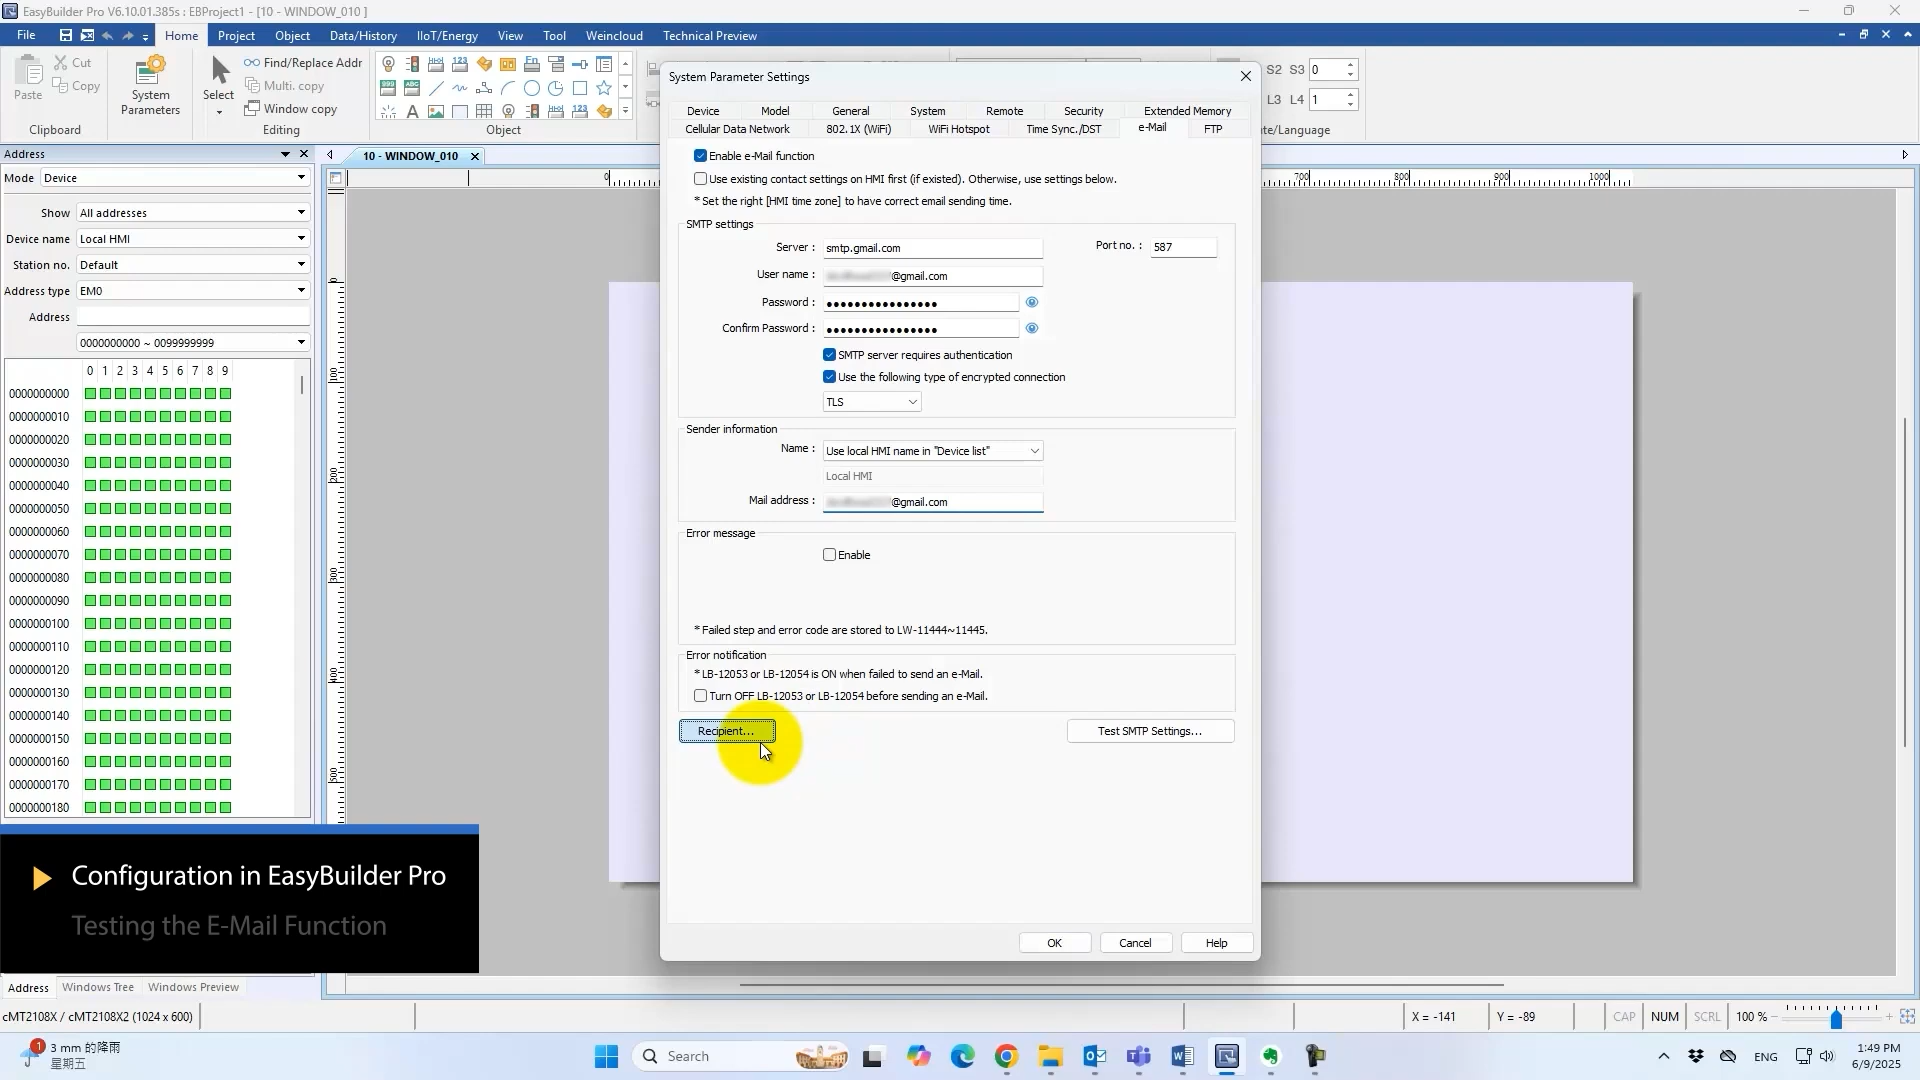 EasyBuilder Pro V6.10.01.385s : EBProject1 - [10 - WINDOW_010 ]
File Home Project Object Data/History IIoT/Energy View Tool Weincloud Technical Preview
Paste
Cut
Copy
Clipboard
System
Parameters
Select
Find/Replace Addr
Multi. copy
Window copy
Editing
Object
S2 S3 0
L3 L4 1
te/Language
Address
Mode Device
Show All addresses
Device name Local HMI
Station no. Default
Address type EM0
Address
0000000000 ~ 0099999999
0 1 2 3 4 5 6 7 8 9
0000000000
0000000010
0000000020
0000000030
0000000040
0000000050
0000000060
0000000070
0000000080
0000000090
0000000100
0000000110
0000000120
0000000130
0000000140
0000000150
0000000160
0000000170
0000000180
10 - WINDOW_010
0 700 800 900 1000
0
100
200
300
400
500
System Parameter Settings
Device Model General System Remote Security Extended Memory
Cellular Data Network 802.1X (WiFi) WiFi Hotspot Time Sync./DST e-Mail FTP
Enable e-Mail function
Use existing contact settings on HMI first (if existed). Otherwise, use settings below.
* Set the right [HMI time zone] to have correct email sending time.
SMTP settings
Server : smtp.gmail.com Port no. : 587
User name : @gmail.com
Password : ••••••••••••••••
Confirm Password : ••••••••••••••••
SMTP server requires authentication
Use the following type of encrypted connection
TLS
Sender information
Name : Use local HMI name in "Device list"
Local HMI
Mail address : @gmail.com
Error message
Enable
* Failed step and error code are stored to LW-11444~11445.
Error notification
* LB-12053 or LB-12054 is ON when failed to send an e-Mail.
Turn OFF LB-12053 or LB-12054 before sending an e-Mail.
Recipient... Test SMTP Settings...
OK Cancel Help
Configuration in EasyBuilder Pro
Testing the E-Mail Function
Address Windows Tree Windows Preview
cMT2108X / cMT2108X2 (1024 x 600) X = -141 Y = -89 CAP NUM SCRL 100 %
1
3 mm 的降雨
星期五
Search
ENG
1:49 PM
6/9/2025